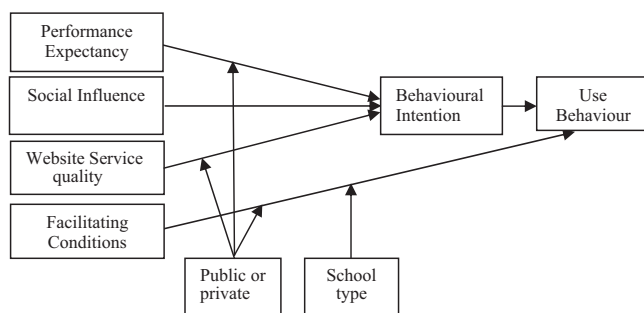 Performance
Expectancy
Social Influence
Website Service
quality
Facilitating
Conditions
Behavioural
Intention
Use
Behaviour
Public or
private
School
type